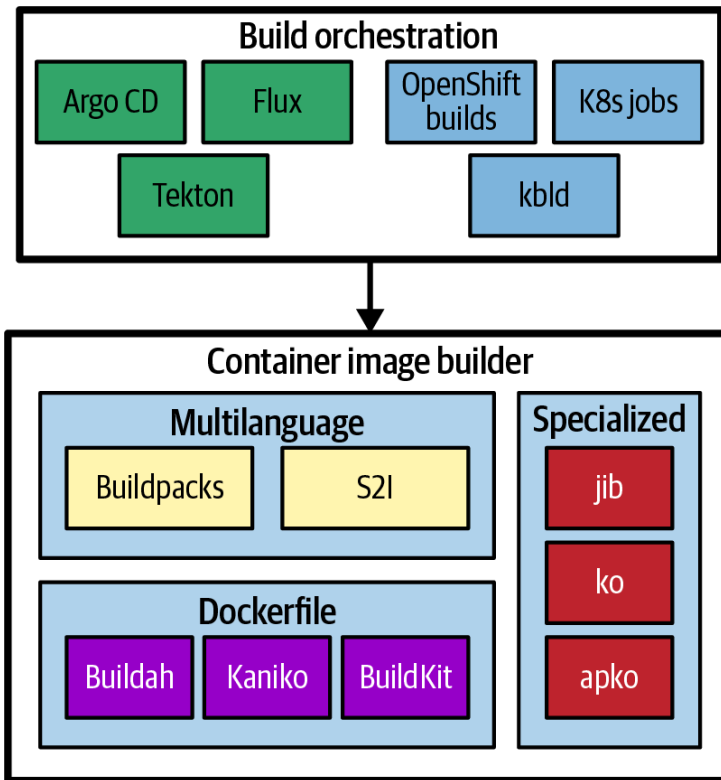 Build orchestration
Argo CD
Flux
OpenShift
builds
K8s jobs
Tekton
kbld
Container image builder
Multilanguage
Buildpacks
S2I
Specialized
jib
ko
apko
Dockerfile
Buildah
Kaniko
BuildKit